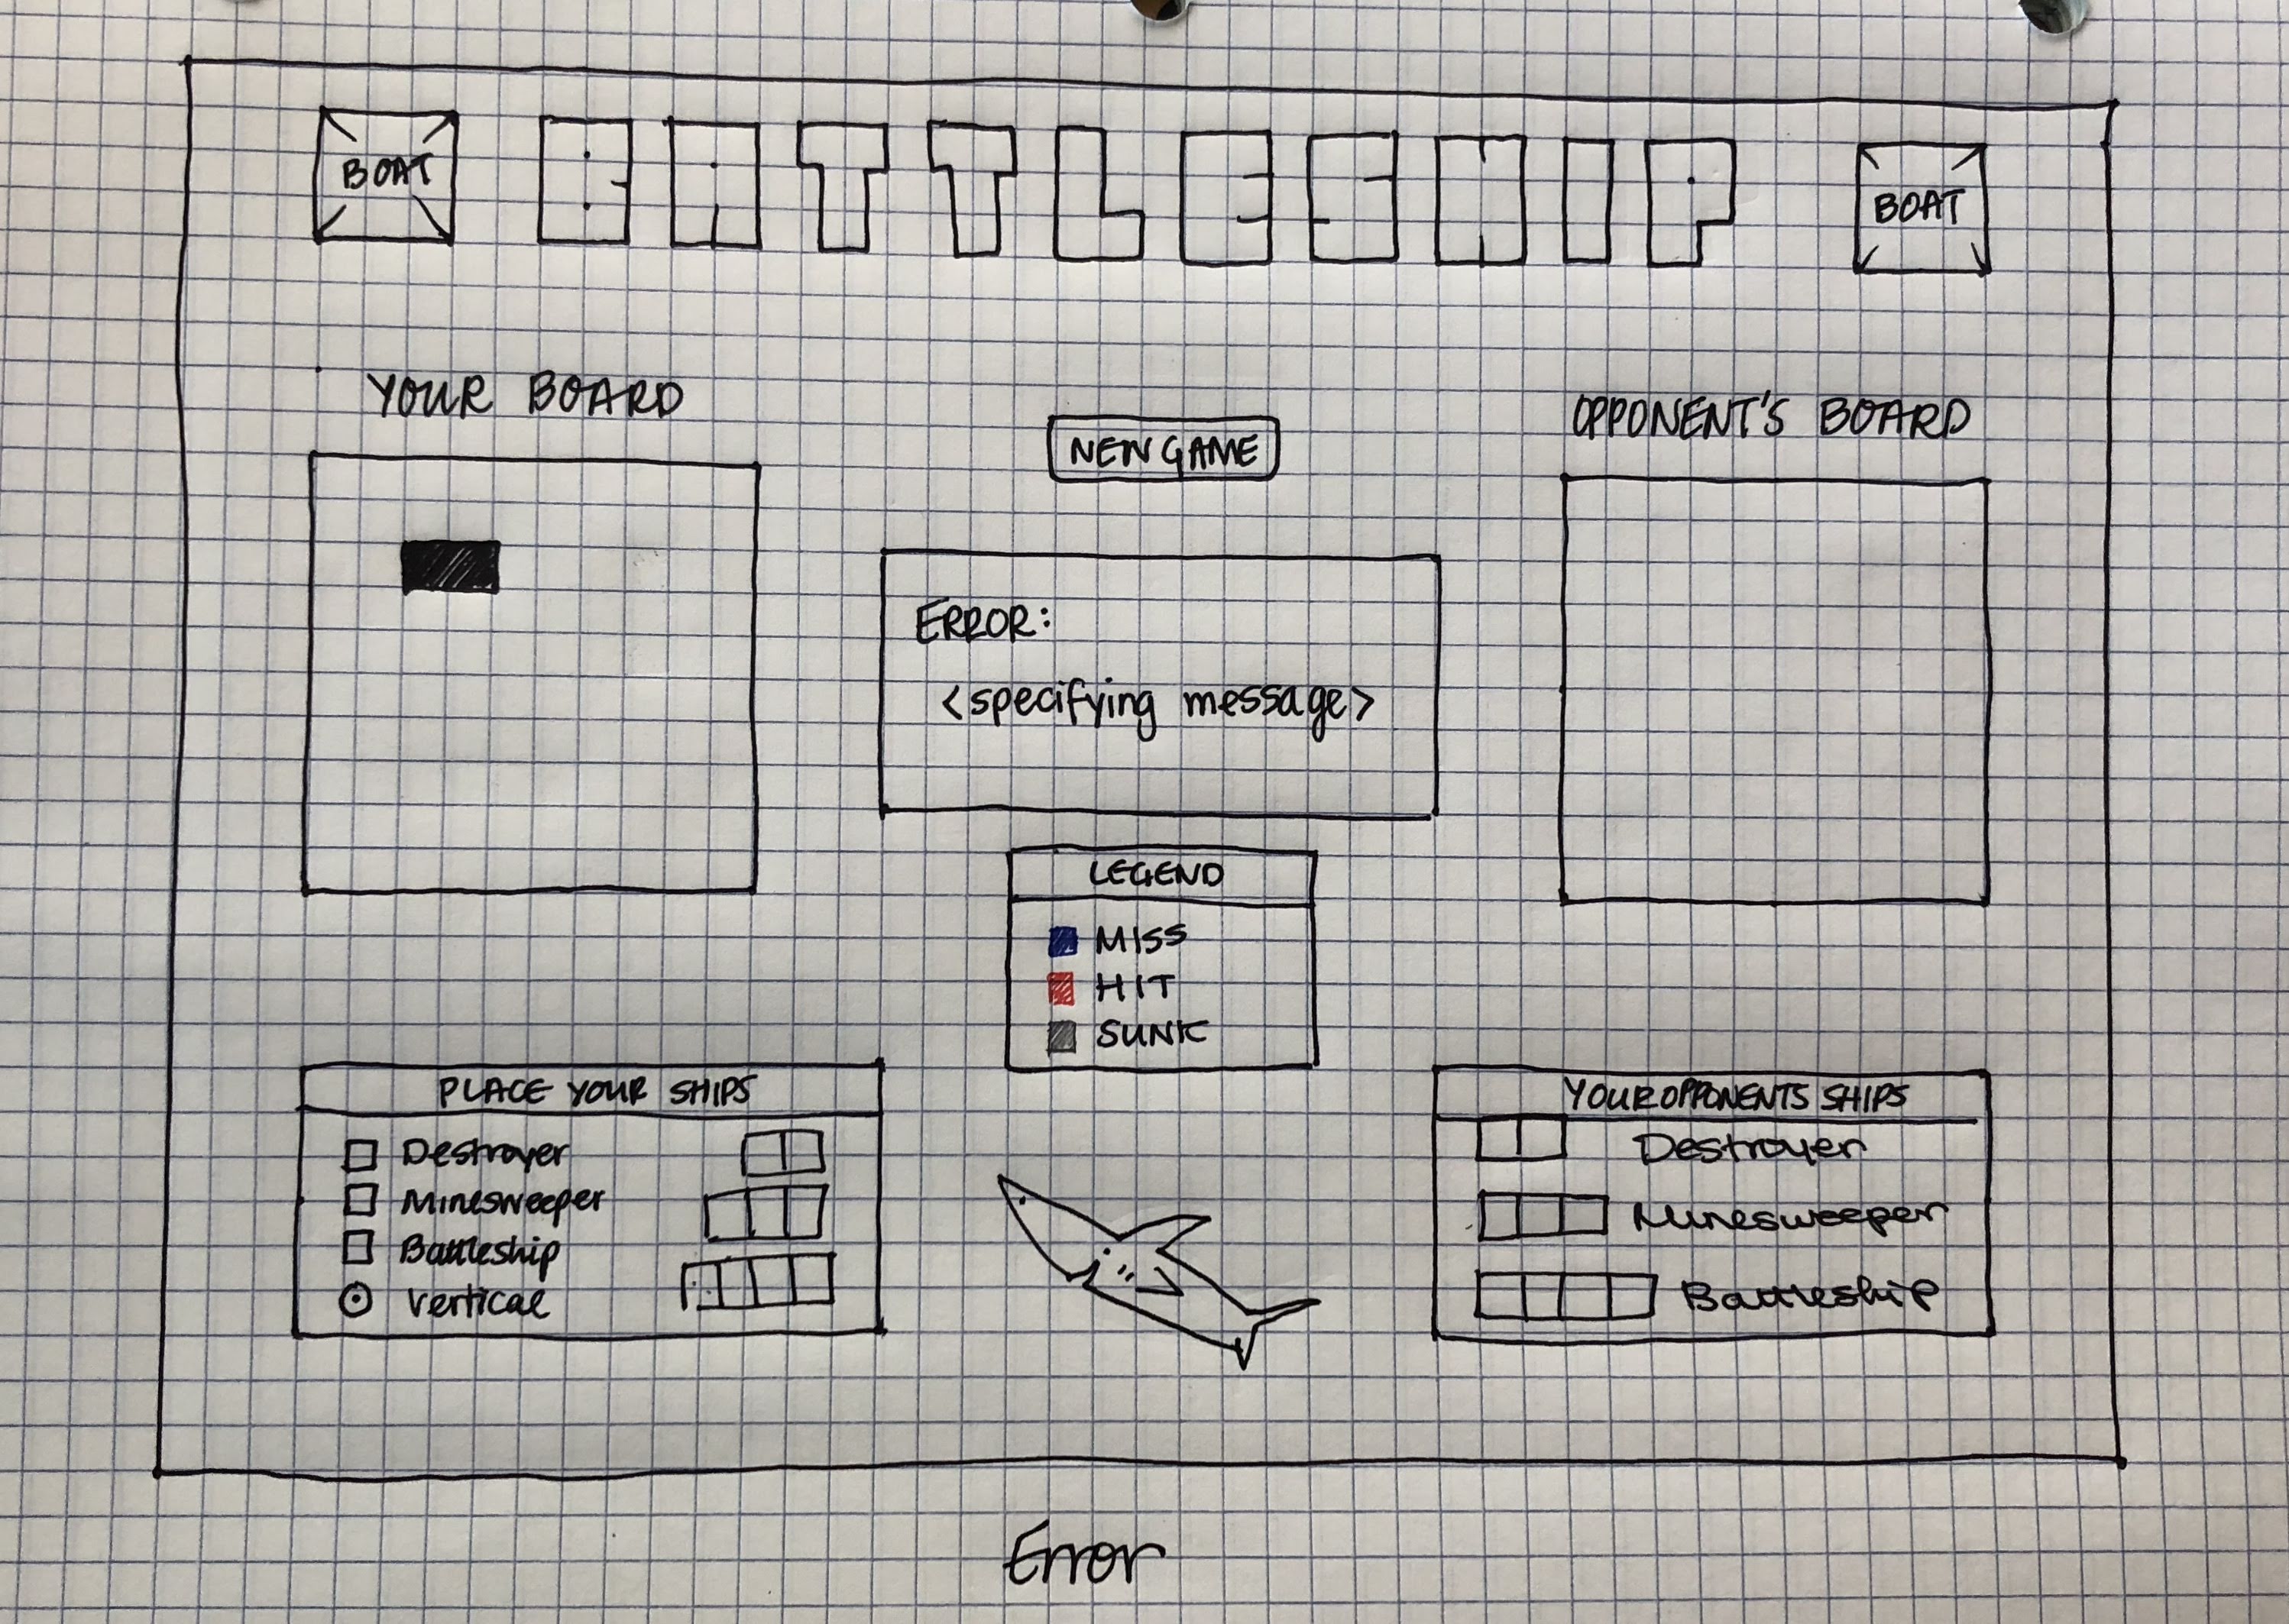 BOAT BATTLESHIP BOAT
YOUR BOARD
NEW GAME
OPPONENT'S BOARD
ERROR:
<specifying message>
LEGEND
MISS
HIT
SUNK
PLACE YOUR SHIPS
Destroyer
Minesweeper
Battleship
Vertical
YOUR OPPONENTS SHIPS
Destroyer
Minesweeper
Battleship
Error